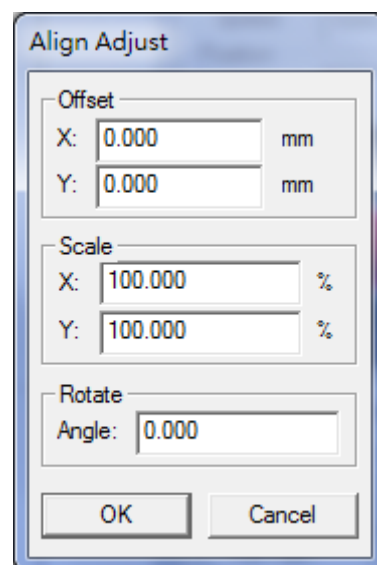 Align Adjust
Offset
X: 0.000 mm
Y: 0.000 mm
Scale
X: 100.000 %
Y: 100.000 %
Rotate
Angle: 0.000
OK Cancel